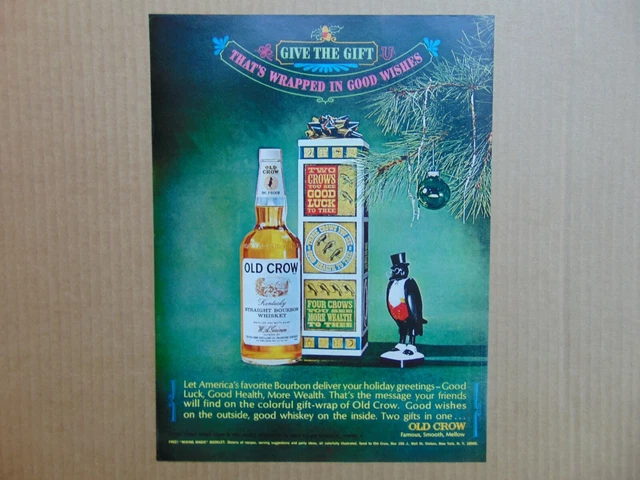 GIVE THE GIFT
THAT'S WRAPPED IN GOOD WISHES
OLD
CROW
86 PROOF
OLD CROW
Kentucky
STRAIGHT BOURBON
WHISKEY
TWO
CROWS
YOU SEE
GOOD
LUCK
TO THEE
FOUR CROWS
YOU SEE
MORE WEALTH
TO THEE
Let America's favorite Bourbon deliver your holiday greetings–Good
Luck, Good Health, More Wealth. That's the message your friends
will find on the colorful gift-wrap of Old Crow. Good wishes
on the outside, good whiskey on the inside. Two gifts in one...
OLD CROW
Famous, Smooth, Mellow